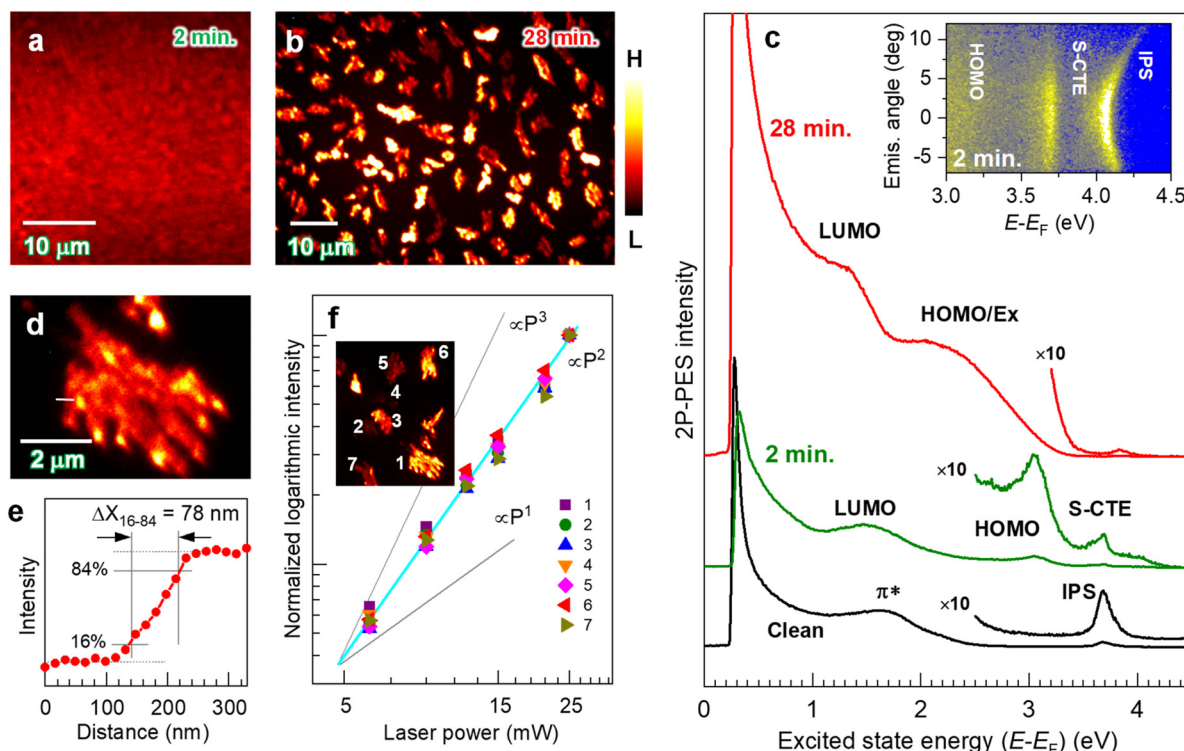 a
2 min.
10 μm
b
28 min.
10 μm
H
L
c
28 min.
LUMO
HOMO/Ex
×10
2 min.
×10
LUMO
HOMO
S-CTE
IPS
π*
×10
Clean
2P-PES intensity
0 1 2 3 4
Excited state energy (E-EF) (eV)
Emis. angle (deg)
10
5
0
-5
HOMO
S-CTE
IPS
2 min.
3.0 3.5 4.0 4.5
E-EF (eV)
d
2 μm
e
ΔX16-84 = 78 nm
84%
16%
Intensity
0 100 200 300
Distance (nm)
f
∝P3
∝P2
∝P1
6
5
4
2 3
7 1
1
2
3
4
5
6
7
Normalized logarithmic intensity
5 15 25
Laser power (mW)